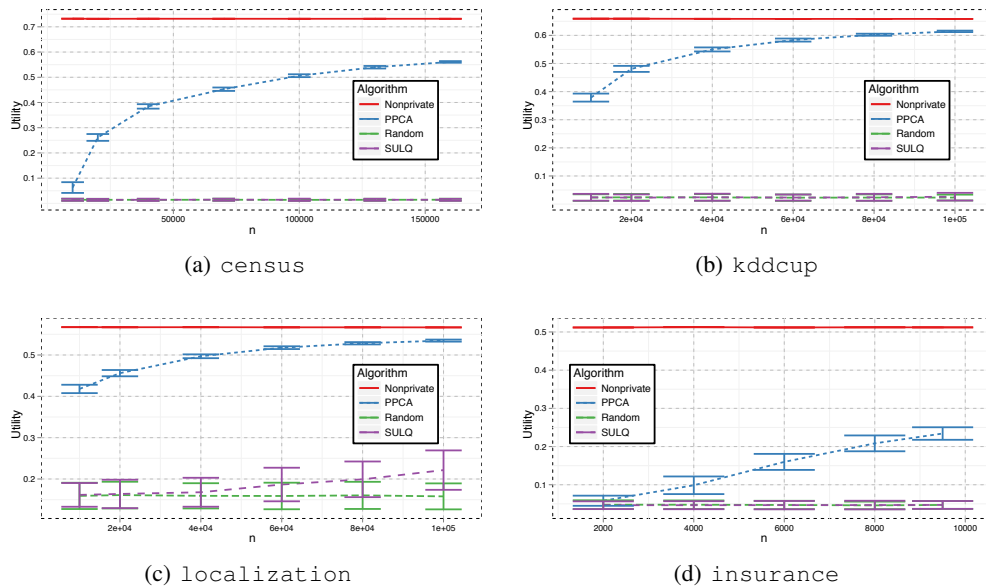 0.7
0.6
0.5
0.4
0.3
0.2
0.1
Utility
Algorithm
Nonprivate
PPCA
Random
SULQ
50000 100000 150000
n
(a) census
0.6
0.5
0.4
0.3
0.2
0.1
Utility
Algorithm
Nonprivate
PPCA
Random
SULQ
2e+04 4e+04 6e+04 8e+04 1e+05
n
(b) kddcup
0.5
0.4
0.3
0.2
Utility
Algorithm
Nonprivate
PPCA
Random
SULQ
2e+04 4e+04 6e+04 8e+04 1e+05
n
(c) localization
0.5
0.4
0.3
0.2
0.1
Utility
Algorithm
Nonprivate
PPCA
Random
SULQ
2000 4000 6000 8000 10000
n
(d) insurance